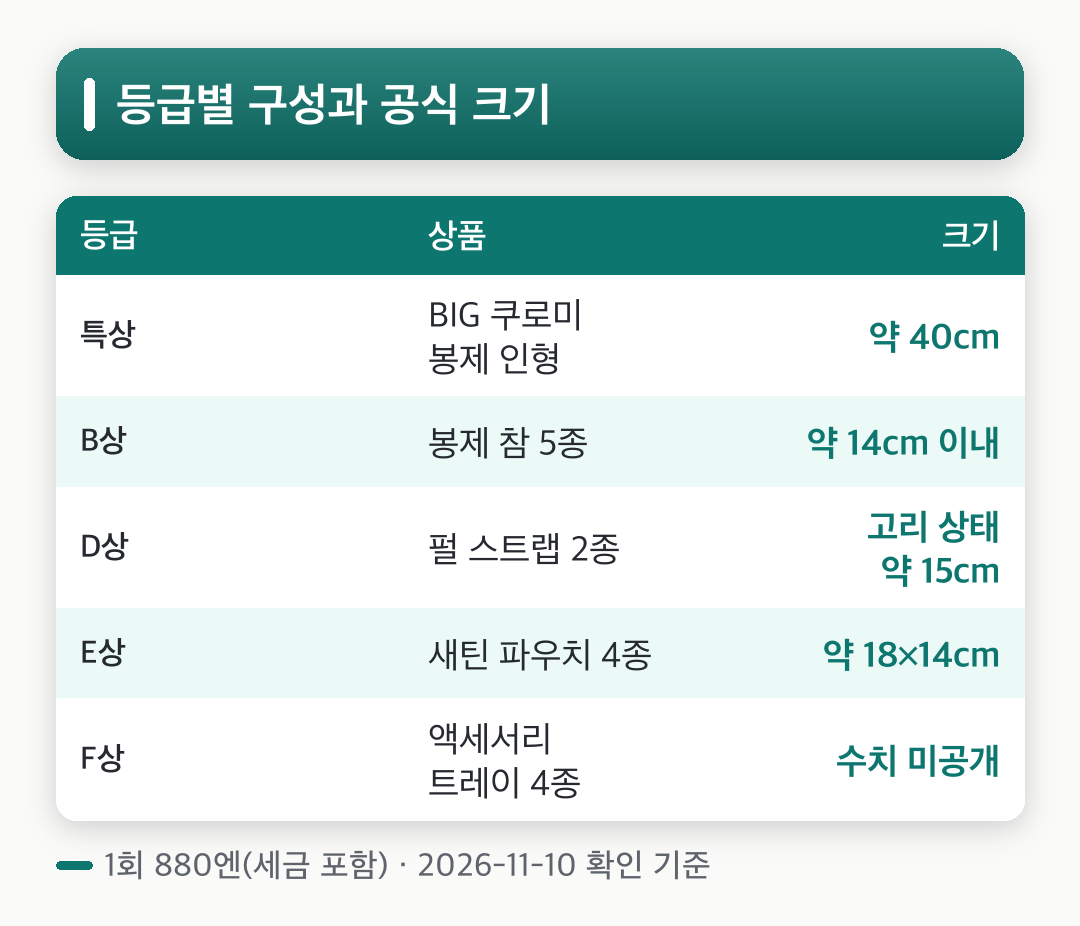 등급별 구성과 공식 크기
등급 상품 크기
특상 BIG 쿠로미 봉제 인형 약 40cm
B상 봉제 참 5종 약 14cm 이내
D상 펄 스트랩 2종 고리 상태 약 15cm
E상 새틴 파우치 4종 약 18×14cm
F상 액세서리 트레이 4종 수치 미공개
1회 880엔(세금 포함) · 2026-11-10 확인 기준